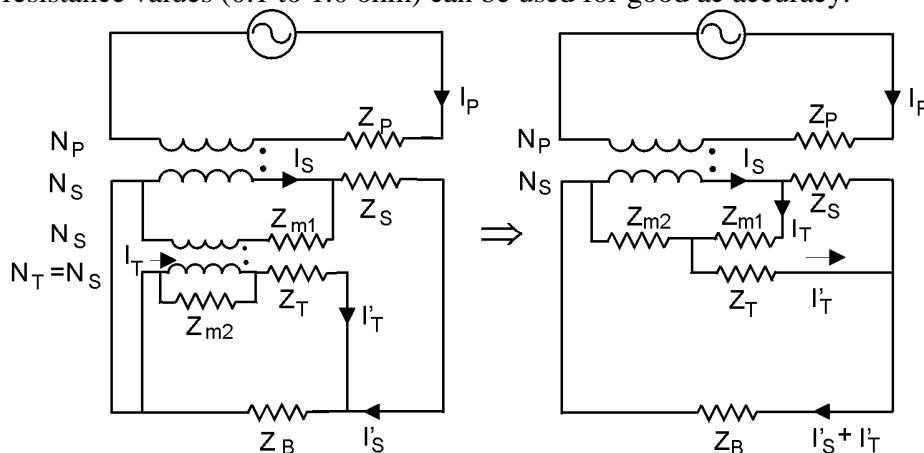 resistance values (0.1 to 1.0 ohm) can be used for good ac accuracy.
I_P
Z_P
N_P
I_S
N_S
Z_S
Z_m1
N_S
I_T
N_T = N_S
Z_T
Z_m2
I'_T
Z_B
I'_S
⇒
I_P
Z_P
N_P
I_S
N_S
Z_S
Z_m2
Z_m1
I_T
Z_T
I'_T
Z_B
I'_S + I'_T